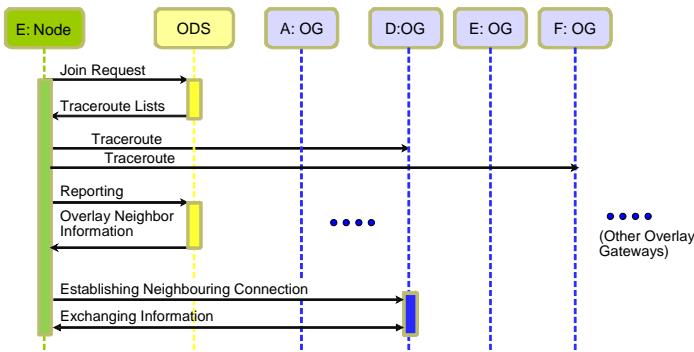 E: Node
ODS
A: OG
D:OG
E: OG
F: OG
Join Request
Traceroute Lists
Traceroute
Traceroute
Reporting
Overlay Neighbor
Information
(Other Overlay
Gateways)
Establishing Neighbouring Connection
Exchanging Information